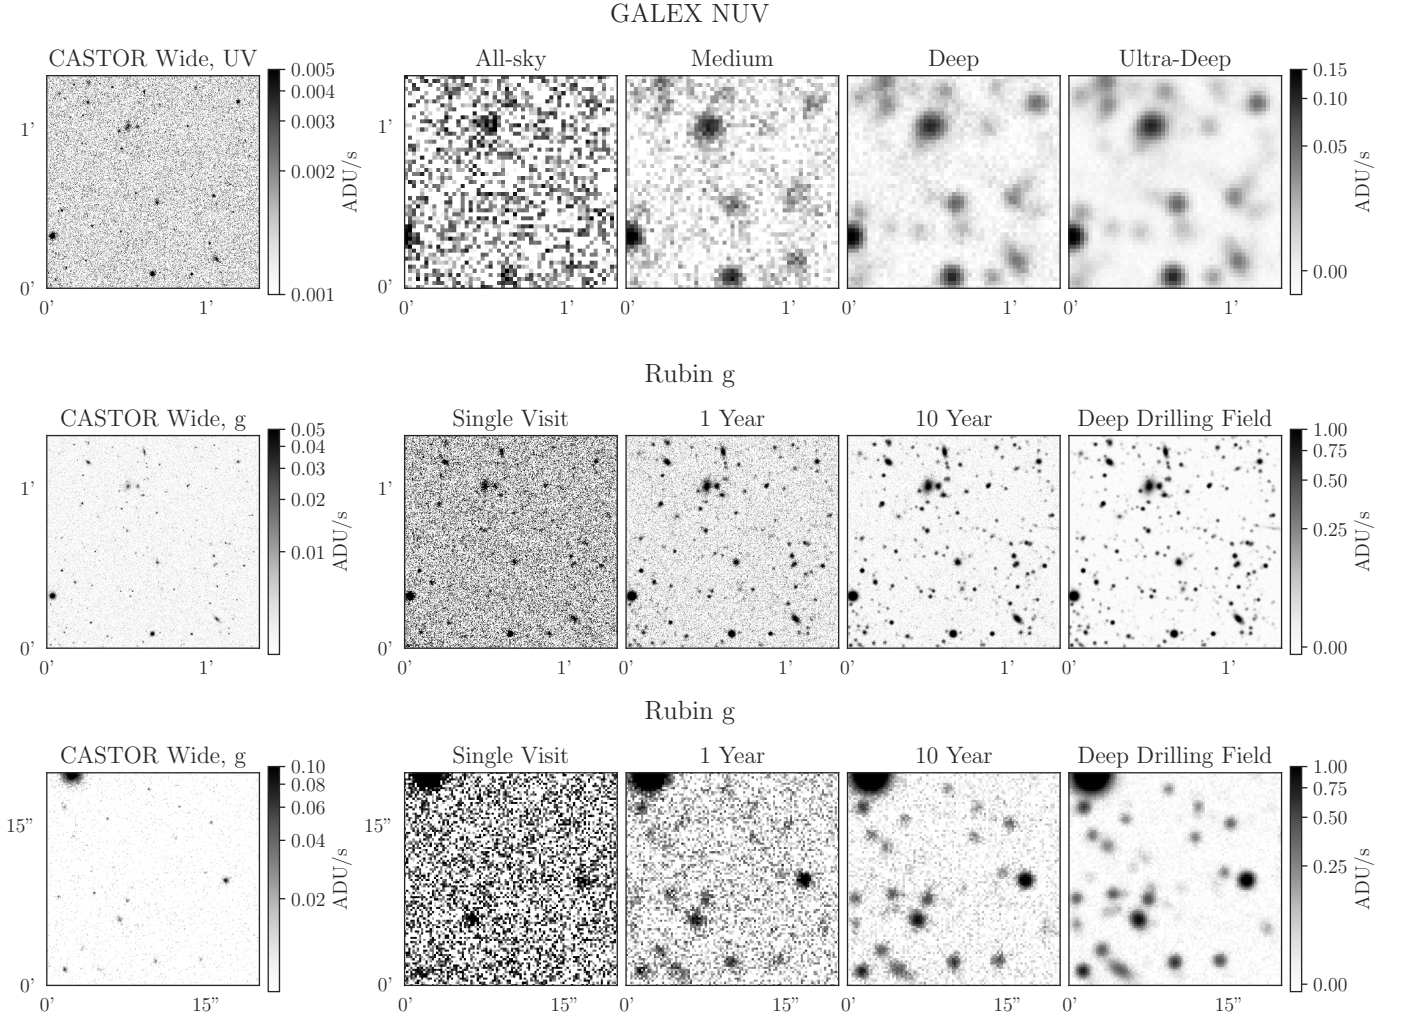 GALEX NUV
CASTOR Wide, UV
All-sky
Medium
Deep
Ultra-Deep
0.005
0.004
0.003
0.002
0.001
ADU/s
0.15
0.10
0.05
0.00
ADU/s
1'
0'
0'
1'
1'
0'
0'
1'
0'
1'
0'
1'
0'
1'
Rubin g
CASTOR Wide, g
Single Visit
1 Year
10 Year
Deep Drilling Field
0.05
0.04
0.03
0.02
0.01
ADU/s
1.00
0.75
0.50
0.25
0.00
ADU/s
1'
0'
0'
1'
1'
0'
0'
1'
0'
1'
0'
1'
0'
1'
Rubin g
CASTOR Wide, g
Single Visit
1 Year
10 Year
Deep Drilling Field
0.10
0.08
0.06
0.04
0.02
ADU/s
1.00
0.75
0.50
0.25
0.00
ADU/s
15”
0'
0'
15”
15”
0'
0'
15”
0'
15”
0'
15”
0'
15”